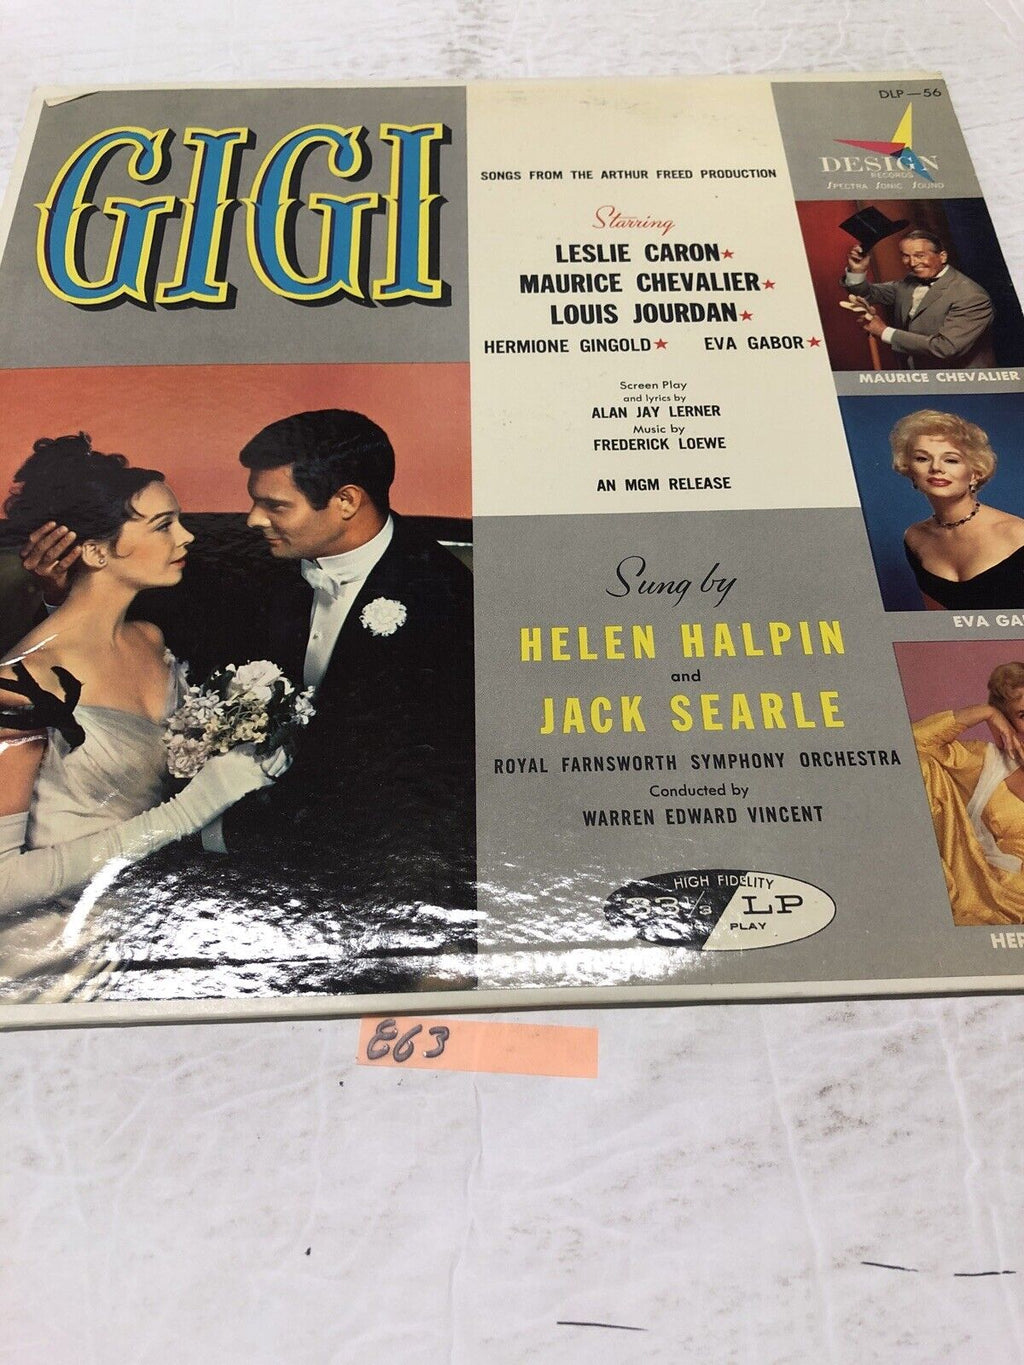 GIGI
SONGS FROM THE ARTHUR FREED PRODUCTION
Starring
LESLIE CARON★
MAURICE CHEVALIER★
LOUIS JOURDAN★
HERMIONE GINGOLD★ EVA GABOR★
Screen Play
and lyrics by
ALAN JAY LERNER
Music by
FREDERICK LOEWE
AN MGM RELEASE
Sung by
HELEN HALPIN
and
JACK SEARLE
ROYAL FARNSWORTH SYMPHONY ORCHESTRA
Conducted by
WARREN EDWARD VINCENT
HIGH FIDELITY
33 1/3 LP
PLAY
DLP—56
DESIGN
RECORDS
SPECTRA SONIC SOUND
MAURICE CHEVALIER
EVA GA
HER
E63